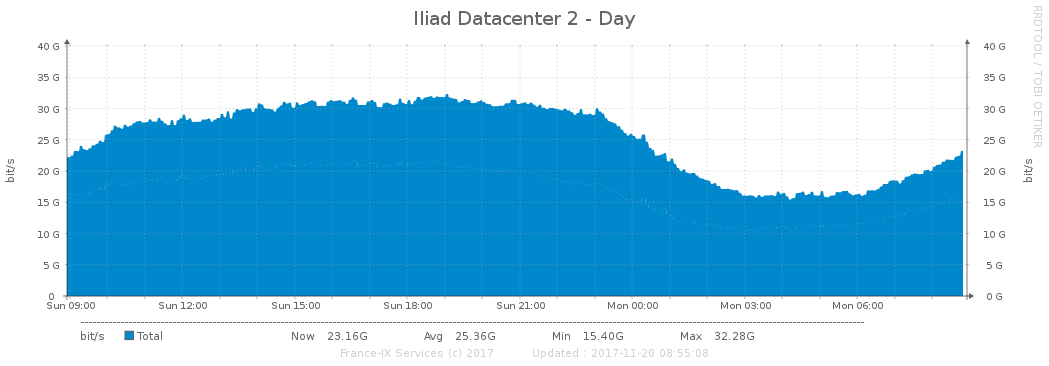 Iliad Datacenter 2 - Day
RRDTOOL / TOBI OETIKER
bit/s
40 G 40 G
35 G 35 G
30 G 30 G
25 G 25 G
20 G 20 G
15 G 15 G
10 G 10 G
5 G 5 G
0 0 G
bit/s
Sun 09:00 Sun 12:00 Sun 15:00 Sun 18:00 Sun 21:00 Mon 00:00 Mon 03:00 Mon 06:00
bit/s Total Now 23.16G Avg 25.36G Min 15.40G Max 32.28G
France-IX Services (c) 2017 Updated : 2017-11-20 08:55:08